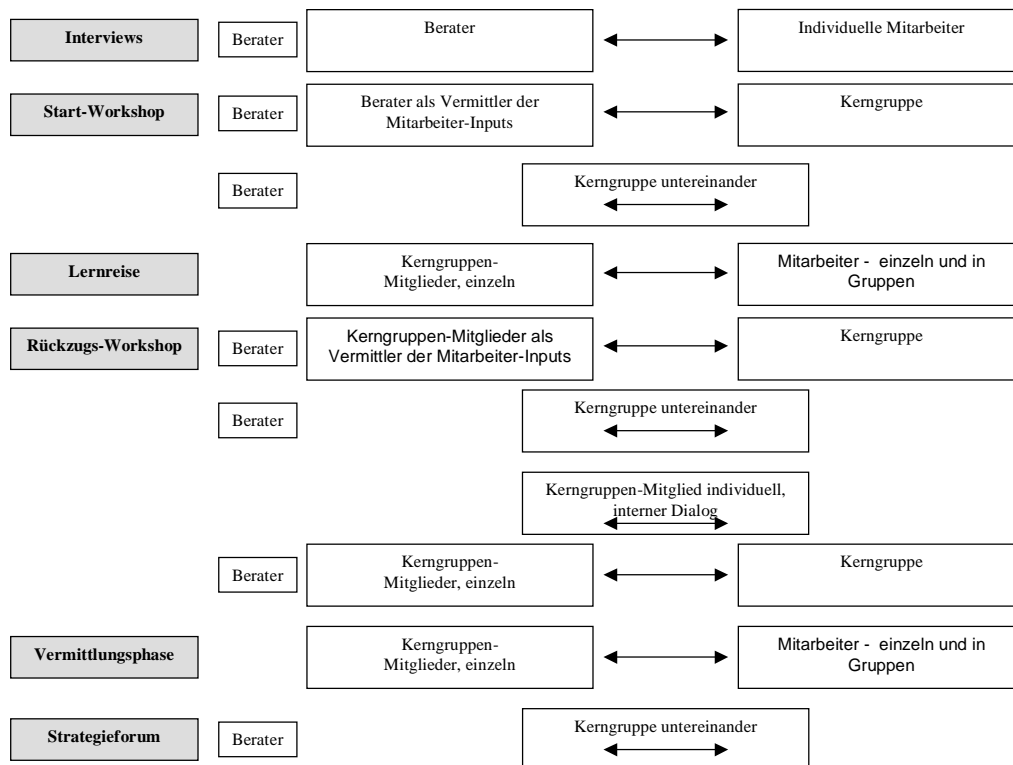 Interviews
Berater
Berater
Individuelle Mitarbeiter
Start-Workshop
Berater
Berater als Vermittler der
Mitarbeiter-Inputs
Kerngruppe
Berater
Kerngruppe untereinander
Lernreise
Kerngruppen-
Mitglieder, einzeln
Mitarbeiter - einzeln und in
Gruppen
Rückzugs-Workshop
Berater
Kerngruppen-Mitglieder als
Vermittler der Mitarbeiter-Inputs
Kerngruppe
Berater
Kerngruppe untereinander
Kerngruppen-Mitglied individuell,
interner Dialog
Berater
Kerngruppen-
Mitglieder, einzeln
Kerngruppe
Vermittlungsphase
Kerngruppen-
Mitglieder, einzeln
Mitarbeiter - einzeln und in
Gruppen
Strategieforum
Berater
Kerngruppe untereinander